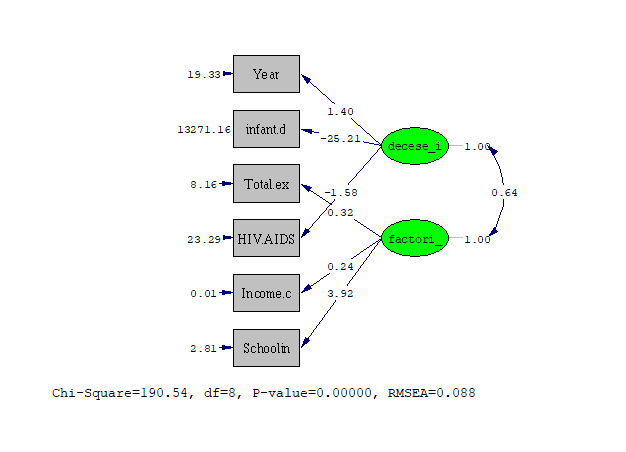 19.33 Year
1.40
13271.16 infant.d
-25.21
decese_i 1.00
8.16 Total.ex
-1.58
0.64
0.32
23.29 HIV.AIDS
factori_ 1.00
0.24
0.01 Income.c
3.92
2.81 Schoolin
Chi-Square=190.54, df=8, P-value=0.00000, RMSEA=0.088